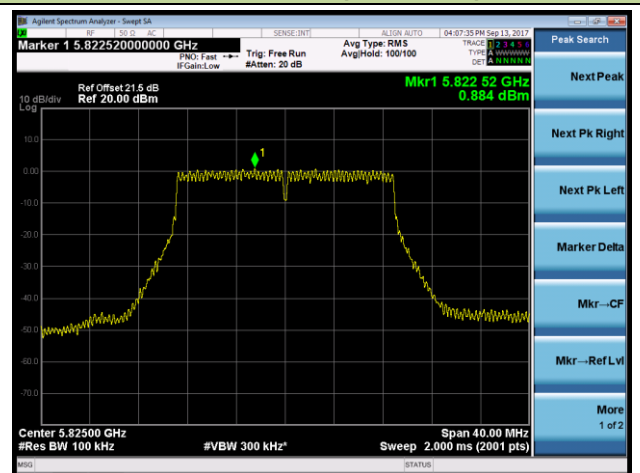 Agilent Spectrum Analyzer - Swept SA
RF 50 Ω AC SENSE:INT ALIGN AUTO 04:07:35 PM Sep 13, 2017
Marker 1 5.822520000000 GHz
PNO: Fast
IFGain:Low
Trig: Free Run
#Atten: 20 dB
Avg Type: RMS
Avg|Hold: 100/100
TRACE 1 2 3 4 5 6
TYPE A WWWWW
DET A N N N N N
Peak Search
Ref Offset 21.5 dB
10 dB/div Ref 20.00 dBm
Log
Mkr1 5.822 52 GHz
0.884 dBm
Next Peak
10.0
1
Next Pk Right
0.00
-10.0
Next Pk Left
-20.0
Marker Delta
-30.0
-40.0
Mkr→CF
-50.0
Mkr→Ref Lvl
-60.0
-70.0
More
1 of 2
Center 5.82500 GHz Span 40.00 MHz
#Res BW 100 kHz #VBW 300 kHz* Sweep 2.000 ms (2001 pts)
MSG STATUS